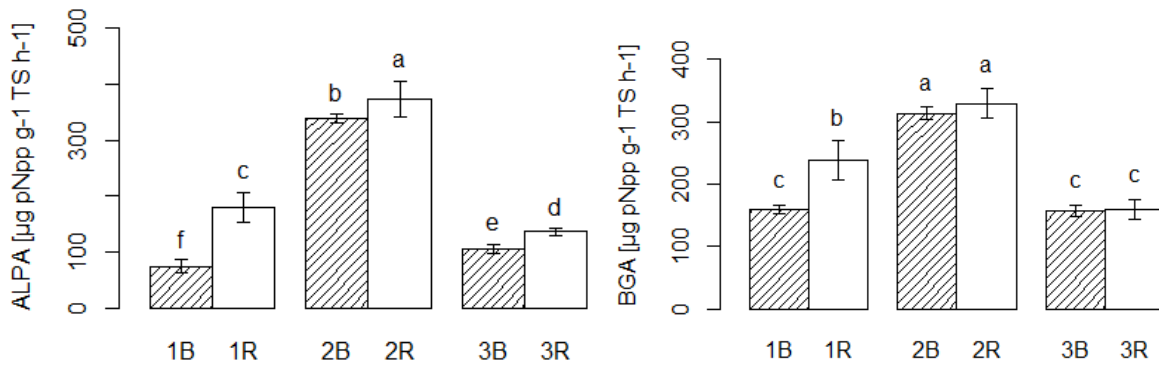 ALPA [µg pNpp g-1 TS h-1]
500
300
100
0
f
c
b
a
e
d
1B 1R 2B 2R 3B 3R
BGA [µg pNpp g-1 TS h-1]
400
300
200
100
0
c
b
a
a
c
c
1B 1R 2B 2R 3B 3R